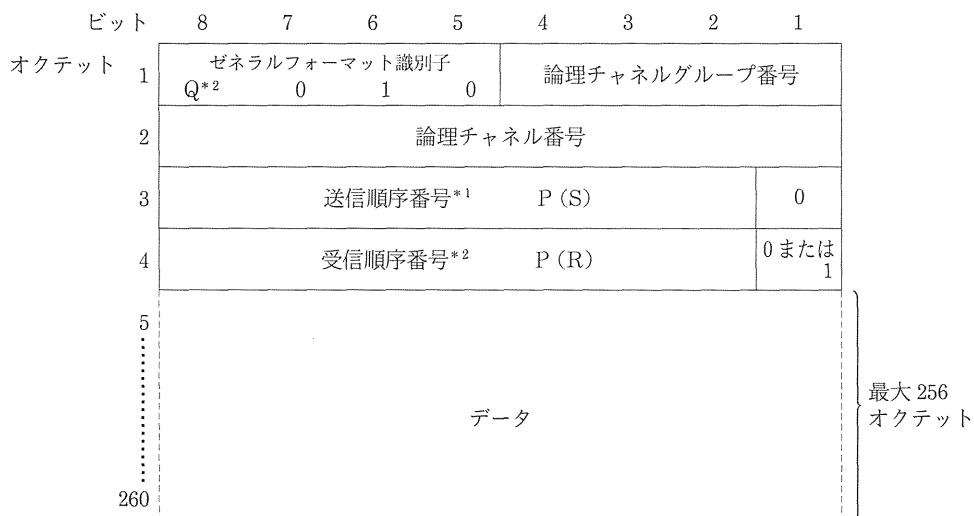 ビット 8 7 6 5 4 3 2 1
オクテット 1 ゼネラルフォーマット識別子 論理チャネルグループ番号
Q*2 0 1 0
2 論理チャネル番号
3 送信順序番号*1 P(S) 0
4 受信順序番号*2 P(R) 0または
1
5
データ
最大256
オクテット
260